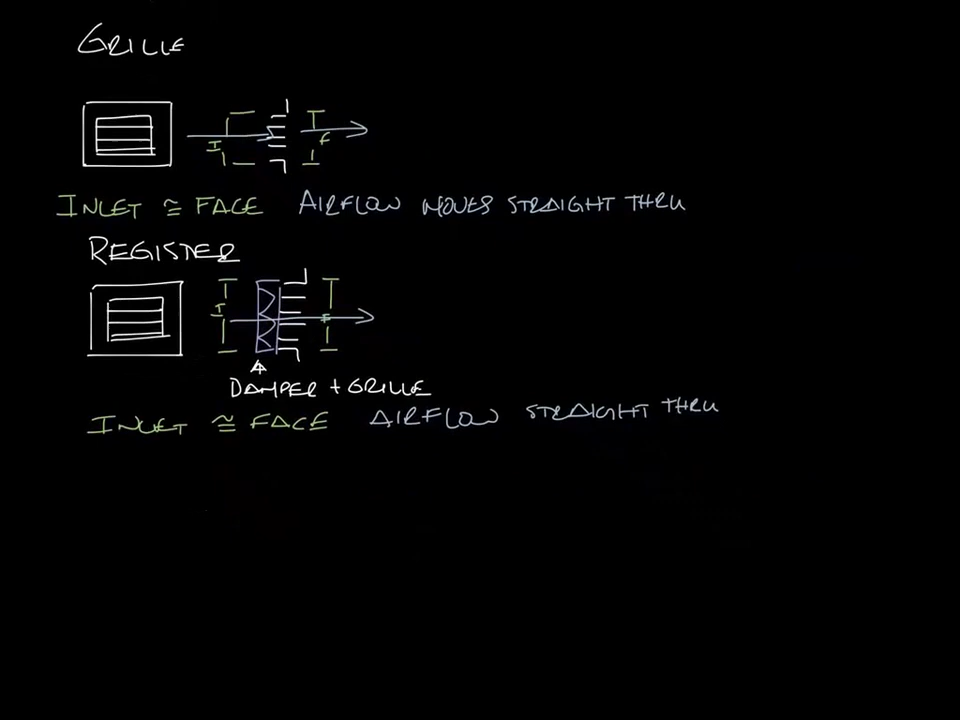 GRILLE
I F
INLET ≅ FACE AIRFLOW MOVES STRAIGHT THRU
REGISTER
I F
DAMPER + GRILLE
INLET ≅ FACE AIRFLOW STRAIGHT THRU